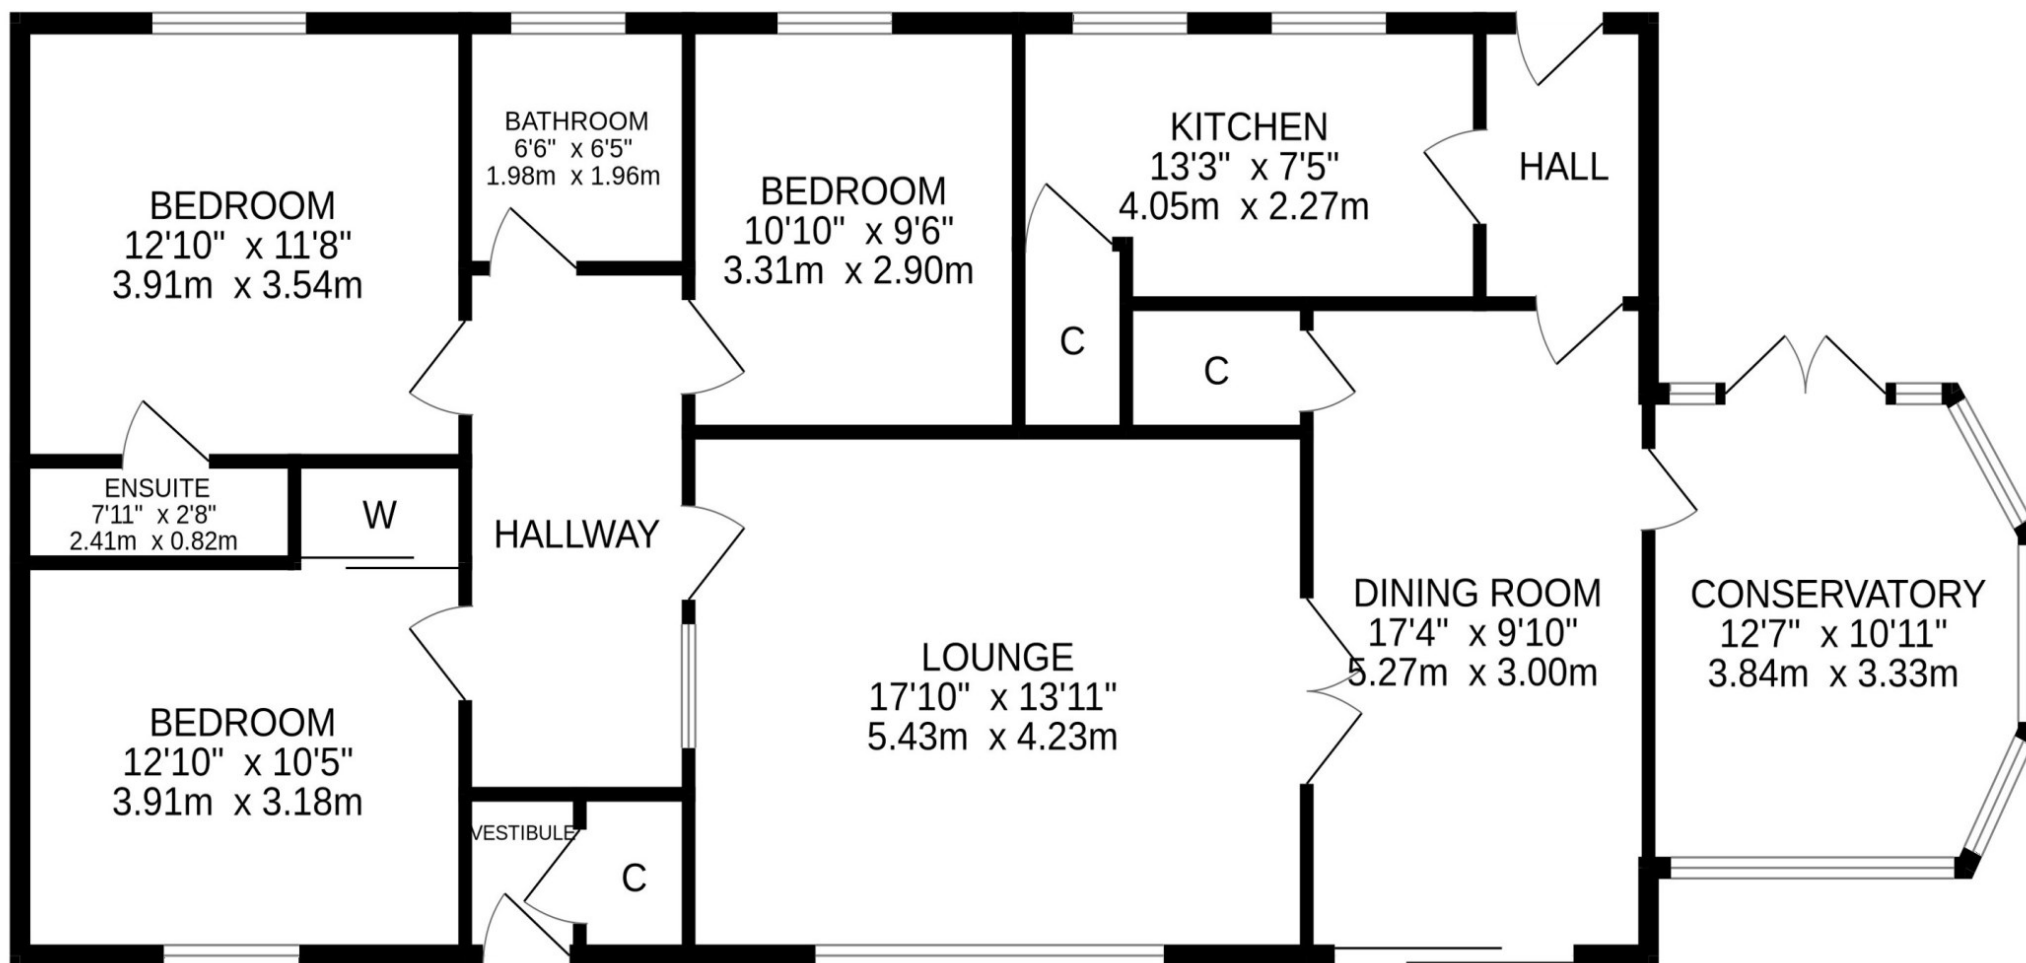 BEDROOM
12'10" x 11'8"
3.91m x 3.54m
BATHROOM
6'6" x 6'5"
1.98m x 1.96m
BEDROOM
10'10" x 9'6"
3.31m x 2.90m
KITCHEN
13'3" x 7'5"
4.05m x 2.27m
HALL
C
C
ENSUITE
7'11" x 2'8"
2.41m x 0.82m
W
HALLWAY
BEDROOM
12'10" x 10'5"
3.91m x 3.18m
LOUNGE
17'10" x 13'11"
5.43m x 4.23m
DINING ROOM
17'4" x 9'10"
5.27m x 3.00m
CONSERVATORY
12'7" x 10'11"
3.84m x 3.33m
VESTIBULE
C